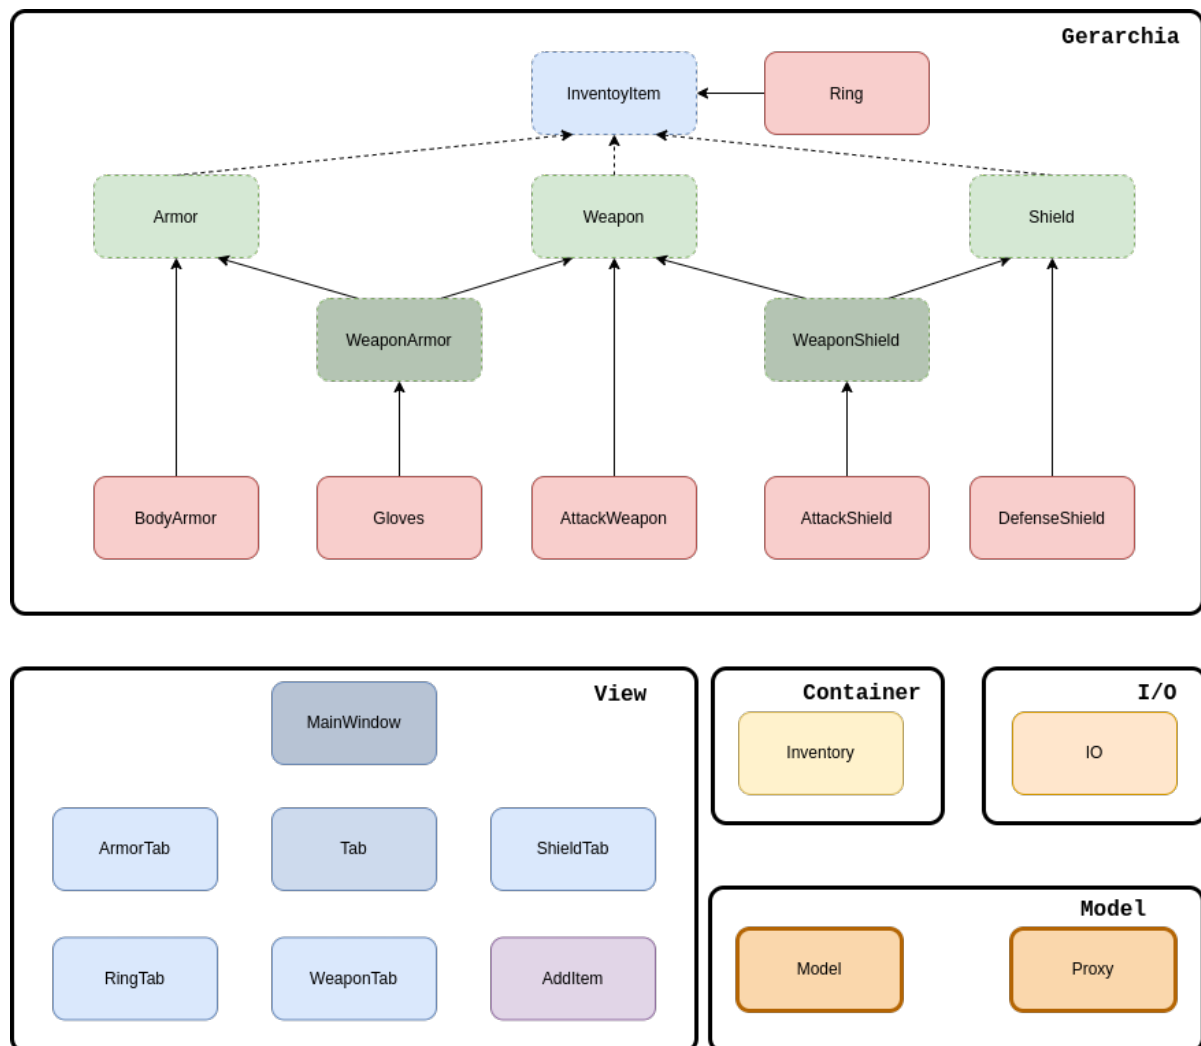 Gerarchia
InventoyItem
Ring
Armor
Weapon
Shield
WeaponArmor
WeaponShield
BodyArmor
Gloves
AttackWeapon
AttackShield
DefenseShield
View
MainWindow
ArmorTab
Tab
ShieldTab
RingTab
WeaponTab
AddItem
Container
Inventory
I/O
IO
Model
Model
Proxy